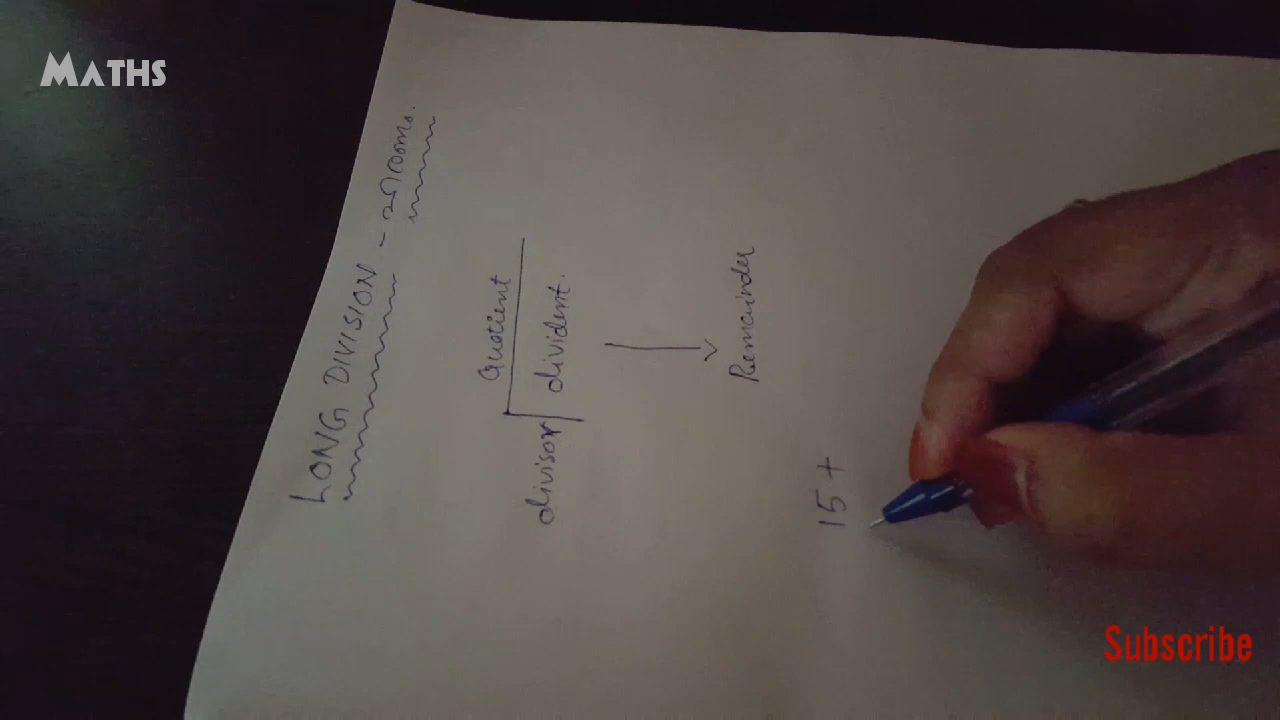 MATHS
LONG DIVISION -
Quotient
divisor divident.
Remainder
15 +
Subscribe